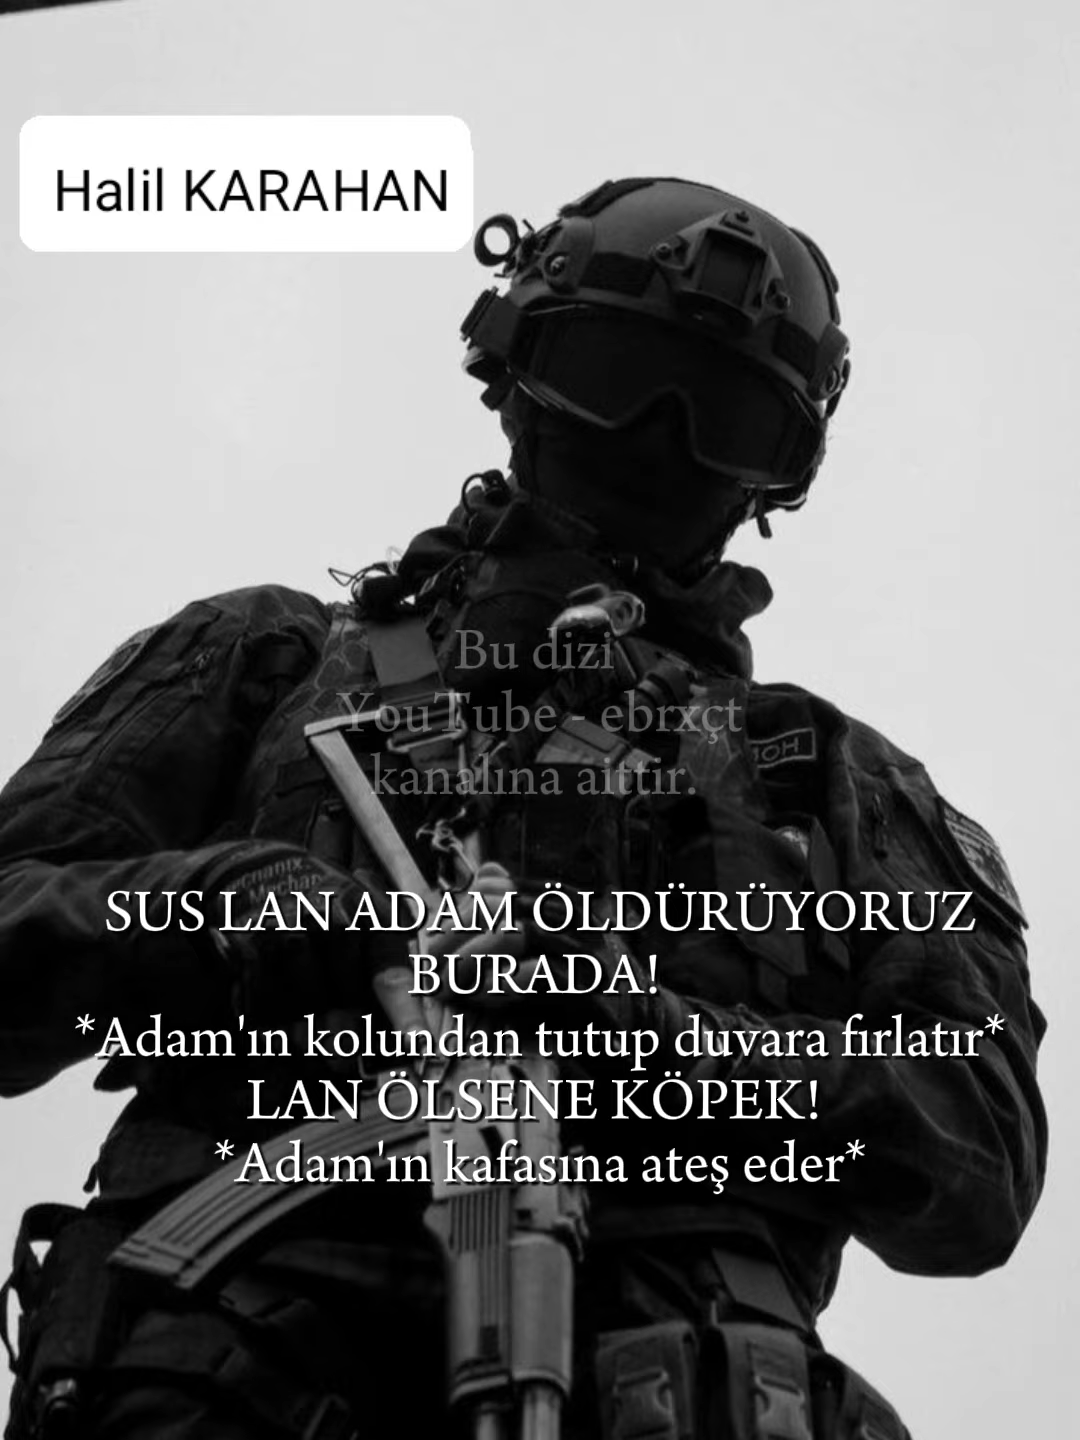 Halil KARAHAN
Bu dizi
YouTube - ebrxçt
kanalına aittir.
SUS LAN ADAM ÖLDÜRÜYORUZ
BURADA!
*Adam'ın kolundan tutup duvara fırlatır*
LAN ÖLSENE KÖPEK!
*Adam'ın kafasına ateş eder*